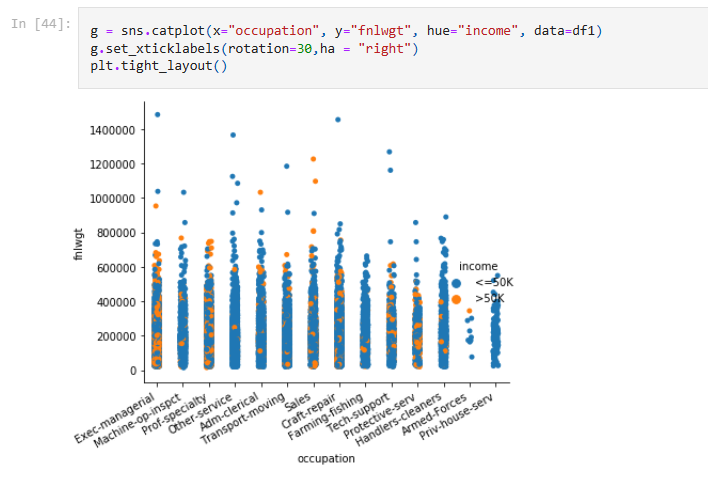 In [44]:
g = sns.catplot(x="occupation", y="fnlwgt", hue="income", data=df1)
g.set_xticklabels(rotation=30,ha = "right")
plt.tight_layout()
1400000
1200000
1000000
800000
600000
400000
200000
0
fnlwgt
income
<=50K
>50K
Exec-managerial
Machine-op-inspct
Prof-specialty
Other-service
Adm-clerical
Transport-moving
Sales
Craft-repair
Farming-fishing
Tech-support
Protective-serv
Handlers-cleaners
Armed-Forces
Priv-house-serv
occupation